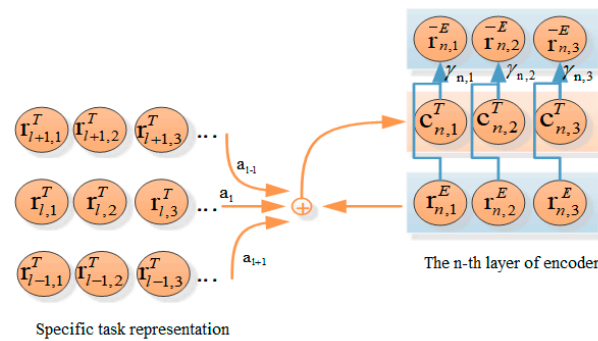 r̄^E_{n,1} r̄^E_{n,2} r̄^E_{n,3}
γ_{n,1} γ_{n,2} γ_{n,3}
r^T_{l+1,1} r^T_{l+1,2} r^T_{l+1,3} ...
c^T_{n,1} c^T_{n,2} c^T_{n,3}
a_{l-l}
r^T_{l,1} r^T_{l,2} r^T_{l,3} ...
a_l
r^E_{n,1} r^E_{n,2} r^E_{n,3}
a_{l+1}
r^T_{l-1,1} r^T_{l-1,2} r^T_{l-1,3} ...
The n-th layer of encoder
Specific task representation